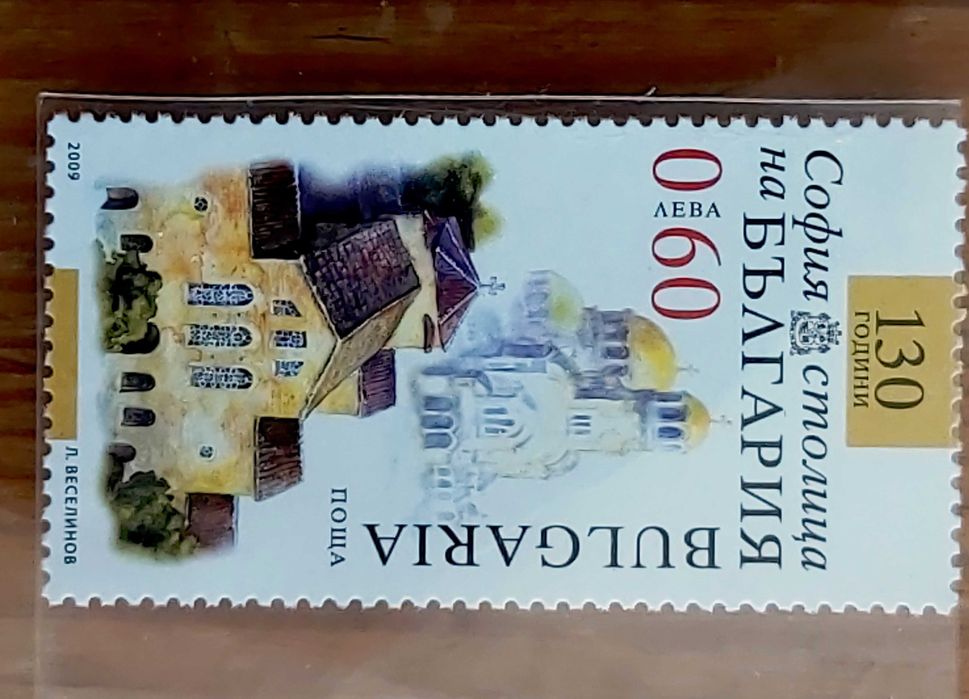 130
ГОДИНИ
София столица
на БЪЛГАРИЯ
0 60
ЛЕВА
BULGARIA
ПОЩА
2009
Л. ВЕСЕЛИНОВ